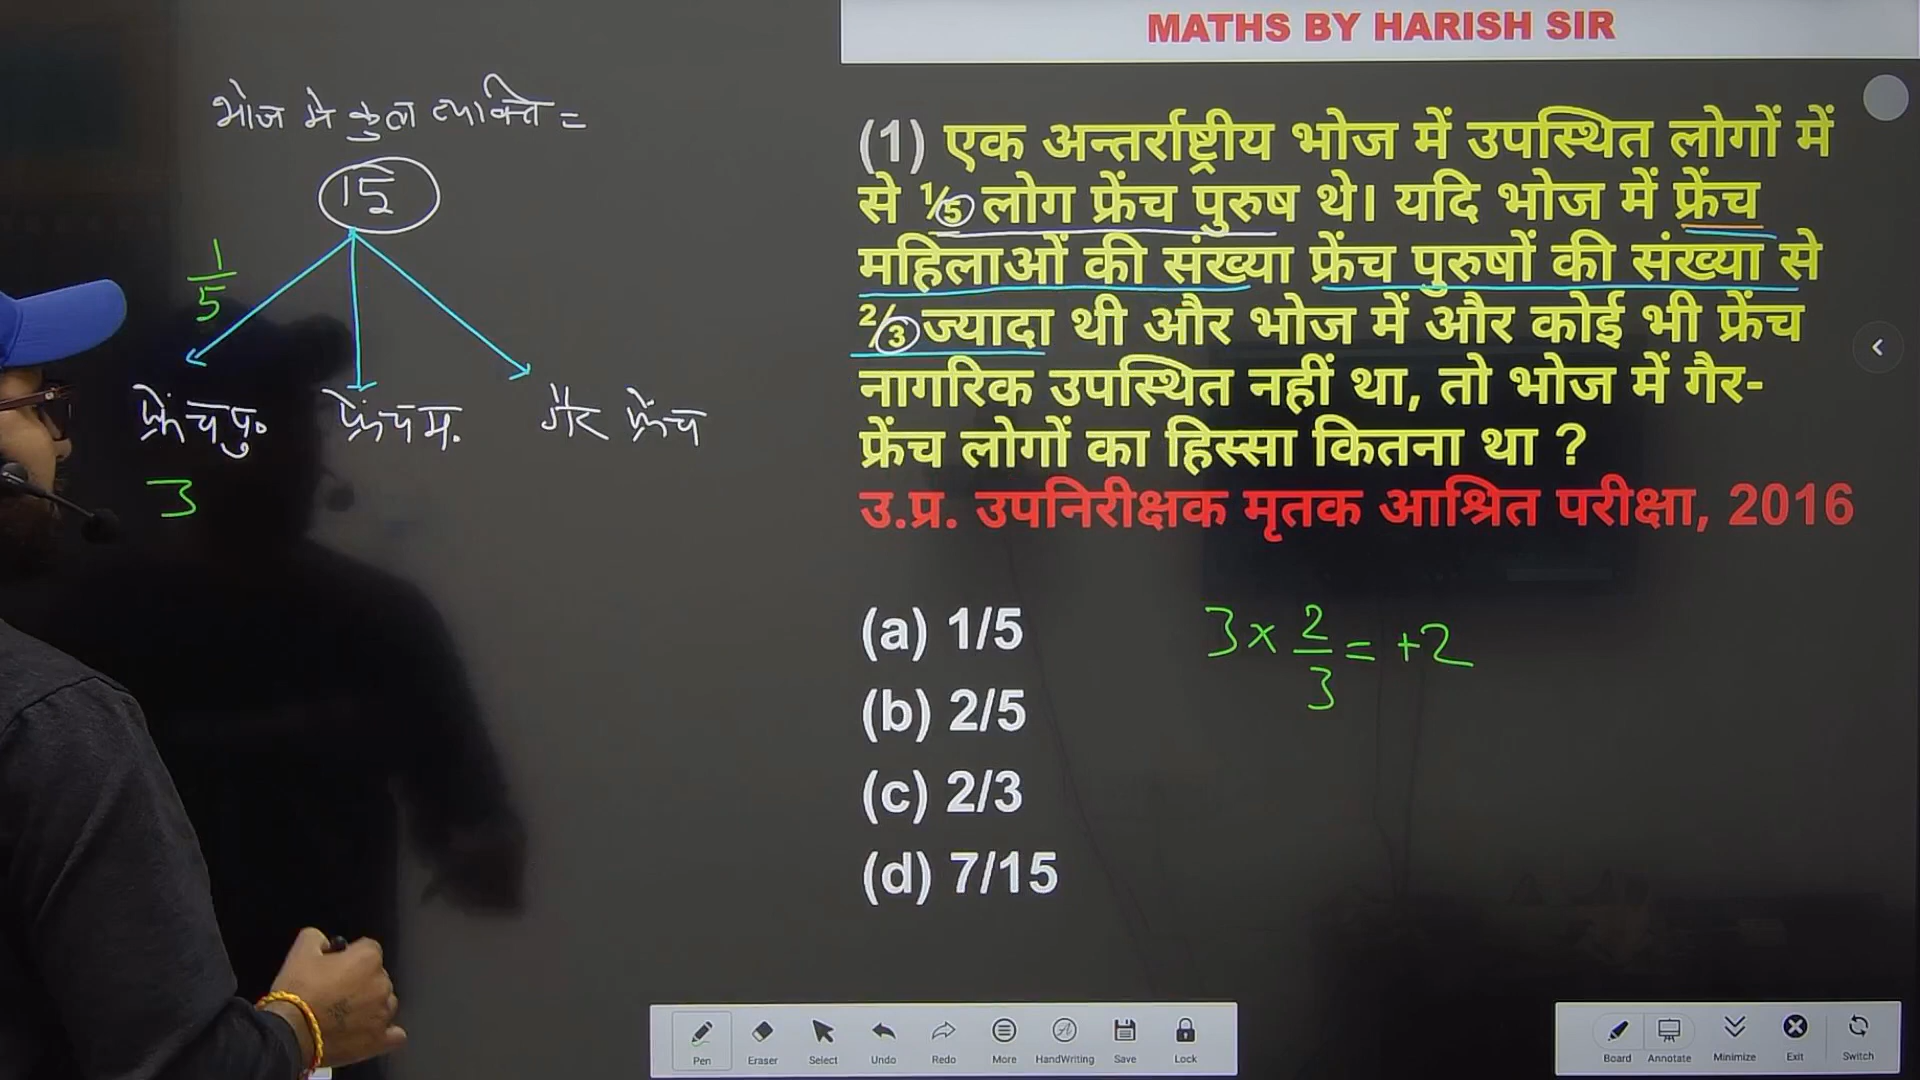 MATHS BY HARISH SIR
भोज मे कुल व्यक्ति =
15
1/5
फ्रेंच पु० फ्रेंच म. गैर फ्रेंच
3
(1) एक अन्तर्राष्ट्रीय भोज में उपस्थित लोगों में
से 1/5 लोग फ्रेंच पुरुष थे। यदि भोज में फ्रेंच
महिलाओं की संख्या फ्रेंच पुरुषों की संख्या से
2/3 ज्यादा थी और भोज में और कोई भी फ्रेंच
नागरिक उपस्थित नहीं था, तो भोज में गैर-
फ्रेंच लोगों का हिस्सा कितना था ?
उ.प्र. उपनिरीक्षक मृतक आश्रित परीक्षा, 2016
(a) 1/5
(b) 2/5
(c) 2/3
(d) 7/15
3 × 2/3 = +2
Pen Eraser Select Undo Redo More HandWriting Save Lock
Board Annotate Minimize Exit Switch